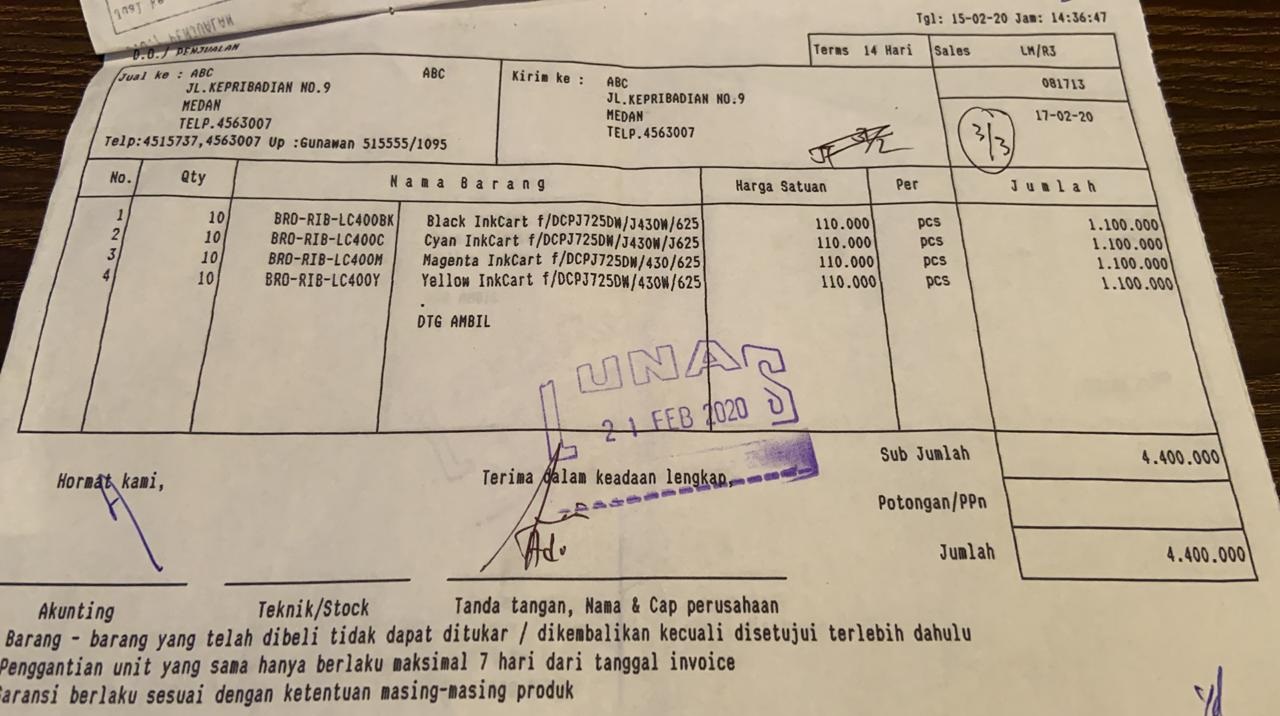 Tgl: 15-02-20 Jam: 14:36:47
D.O./ PENJUALAN
Terms 14 Hari Sales LM/R3
Jual ke : ABC ABC
JL.KEPRIBADIAN NO.9
MEDAN
TELP.4563007
Telp:4515737,4563007 Up :Gunawan 515555/1095
Kirim ke : ABC
JL.KEPRIBADIAN NO.9
MEDAN
TELP.4563007
081713
17-02-20
3/3
No. Qty Nama Barang Harga Satuan Per Jumlah
1 10 BRO-RIB-LC400BK Black InkCart f/DCPJ725DW/J430W/625 110.000 pcs 1.100.000
2 10 BRO-RIB-LC400C Cyan InkCart f/DCPJ725DW/J430W/J625 110.000 pcs 1.100.000
3 10 BRO-RIB-LC400M Magenta InkCart f/DCPJ725DW/430/625 110.000 pcs 1.100.000
4 10 BRO-RIB-LC400Y Yellow InkCart f/DCPJ725DW/430W/625 110.000 pcs 1.100.000
.
DTG AMBIL
LUNAS
21 FEB 2020
Sub Jumlah 4.400.000
Potongan/PPn
Jumlah 4.400.000
Hormat kami,
Terima dalam keadaan lengkap,
Akunting Teknik/Stock Tanda tangan, Nama & Cap perusahaan
Barang - barang yang telah dibeli tidak dapat ditukar / dikembalikan kecuali disetujui terlebih dahulu
Penggantian unit yang sama hanya berlaku maksimal 7 hari dari tanggal invoice
Garansi berlaku sesuai dengan ketentuan masing-masing produk